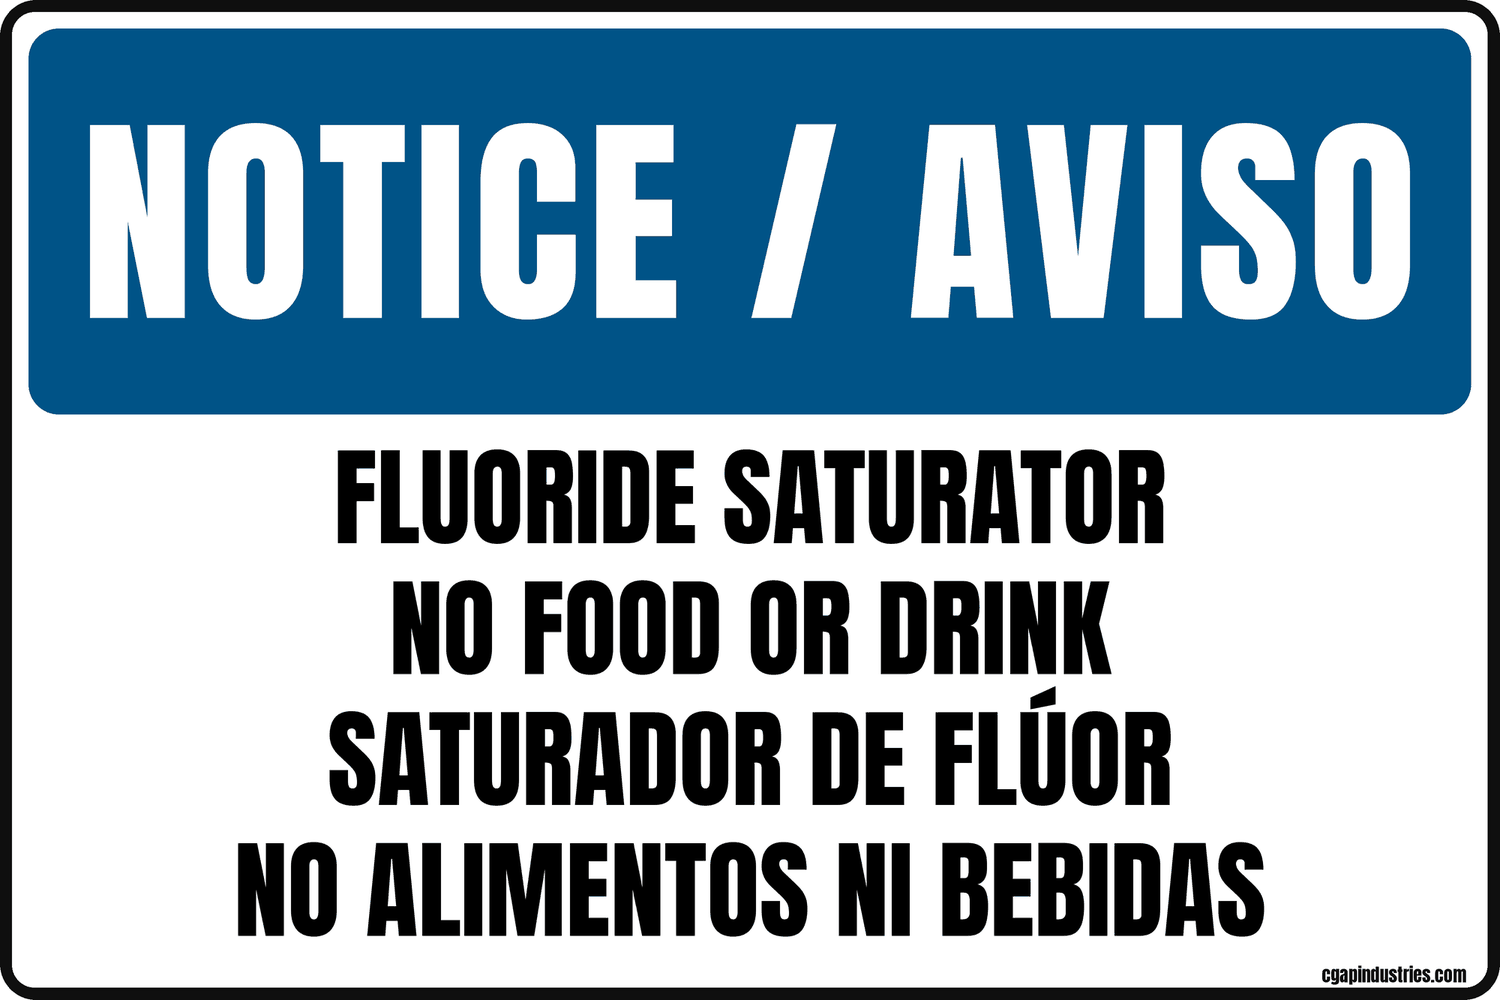 NOTICE / AVISO
FLUORIDE SATURATOR
NO FOOD OR DRINK
SATURADOR DE FLÚOR
NO ALIMENTOS NI BEBIDAS
cgapindustries.com